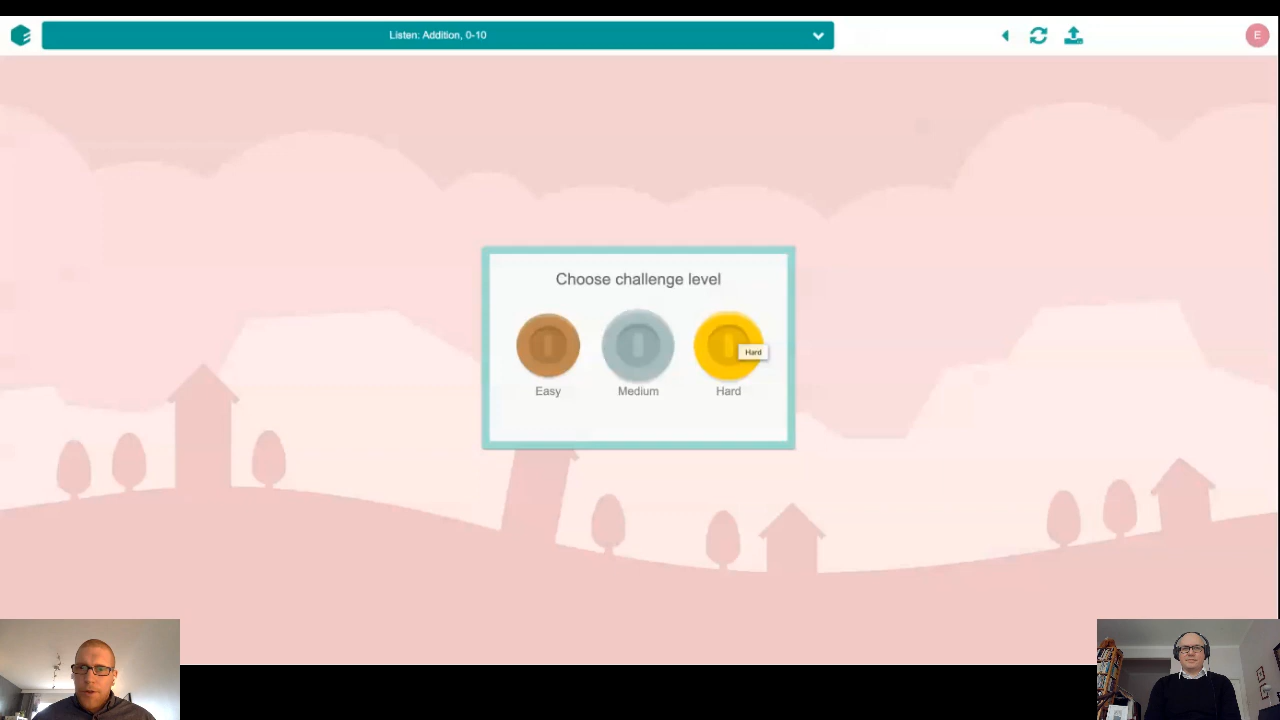 Listen: Addition, 0-10
E
Choose challenge level
Hard
Easy
Medium
Hard